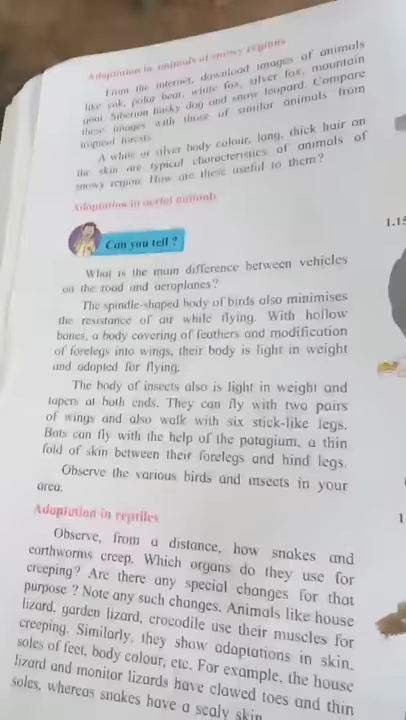 Adaptation in animals of snowy regions
From the internet, download images of animals
like yak, polar bear, white fox, silver fox, mountain
goat, Siberian husky dog and snow leopard. Compare
these images with those of similar animals from
tropical forests.
A white or silver body colour, long, thick hair on
the skin are typical characteristics of animals of
snowy region. How are these useful to them?
Adaptation in aerial animals
Can you tell ?
What is the main difference between vehicles
on the road and aeroplanes?
The spindle-shaped body of birds also minimises
the resistance of air while flying. With hollow
bones, a body covering of feathers and modification
of forelegs into wings, their body is light in weight
and adapted for flying.
The body of insects also is light in weight and
tapers at both ends. They can fly with two pairs
of wings and also walk with six stick-like legs.
Bats can fly with the help of the patagium, a thin
fold of skin between their forelegs and hind legs.
Observe the various birds and insects in your
area.
Adaptation in reptiles
Observe, from a distance, how snakes and
earthworms creep. Which organs do they use for
creeping? Are there any special changes for that
purpose ? Note any such changes. Animals like house
lizard, garden lizard, crocodile use their muscles for
creeping. Similarly, they show adaptations in skin,
soles of feet, body colour, etc. For example, the house
lizard and monitor lizards have clawed toes and thin
soles, whereas snakes have a scaly skin